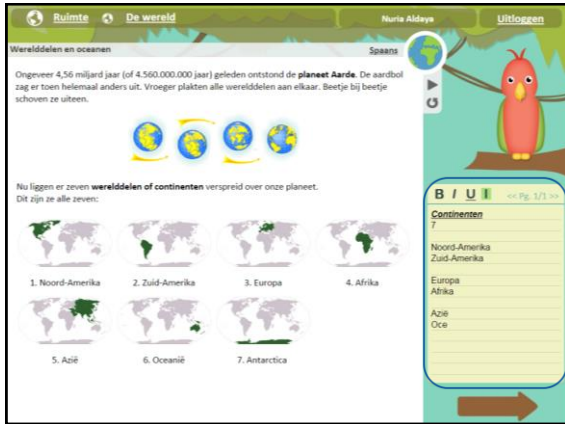 Ruimte De wereld Nuria Aldaya Uitloggen
Werelddelen en oceanen Spaans
Ongeveer 4,56 miljard jaar (of 4.560.000.000 jaar) geleden ontstond de planeet Aarde. De aardbol
zag er toen helemaal anders uit. Vroeger plakten alle werelddelen aan elkaar. Beetje bij beetje
schoven ze uiteen.
Nu liggen er zeven werelddelen of continenten verspreid over onze planeet.
Dit zijn ze alle zeven:
1. Noord-Amerika 2. Zuid-Amerika 3. Europa 4. Afrika
5. Azië 6. Oceanië 7. Antarctica
B I U I << Pg. 1/1 >>
Continenten
7
Noord-Amerika
Zuid-Amerika
Europa
Afrika
Azië
Oce